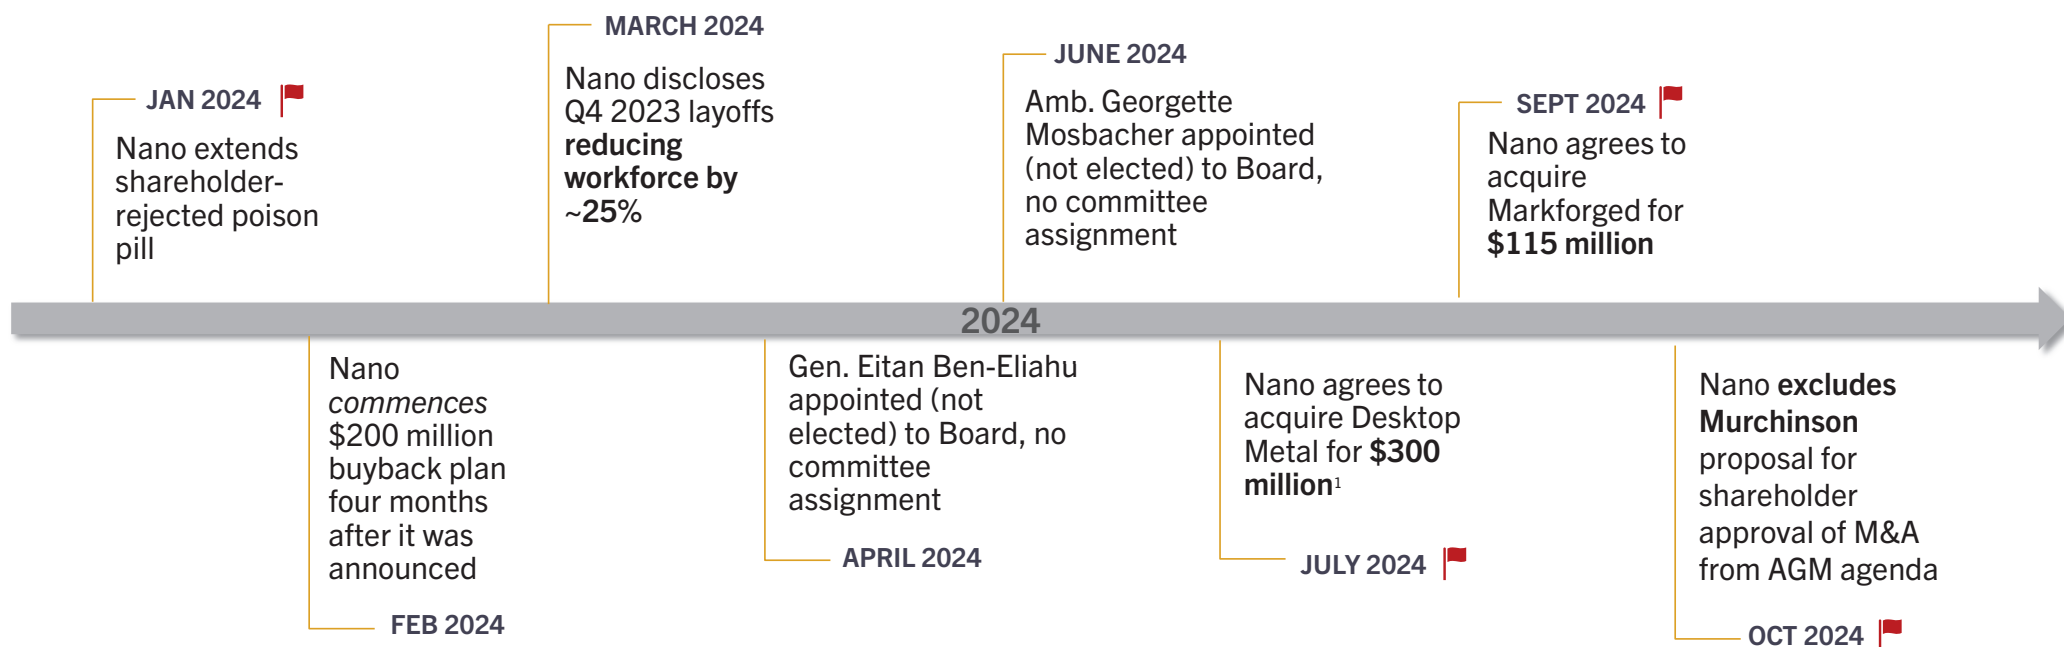 JAN 2024
Nano extends
shareholder-
rejected poison
pill
MARCH 2024
Nano discloses
Q4 2023 layoffs
reducing
workforce by
~25%
JUNE 2024
Amb. Georgette
Mosbacher appointed
(not elected) to Board,
no committee
assignment
SEPT 2024
Nano agrees to
acquire
Markforged for
$115 million
2024
Nano
commences
$200 million
buyback plan
four months
after it was
announced
FEB 2024
Gen. Eitan Ben-Eliahu
appointed (not
elected) to Board, no
committee
assignment
APRIL 2024
Nano agrees to
acquire Desktop
Metal for $300
million¹
JULY 2024
Nano excludes
Murchinson
proposal for
shareholder
approval of M&A
from AGM agenda
OCT 2024